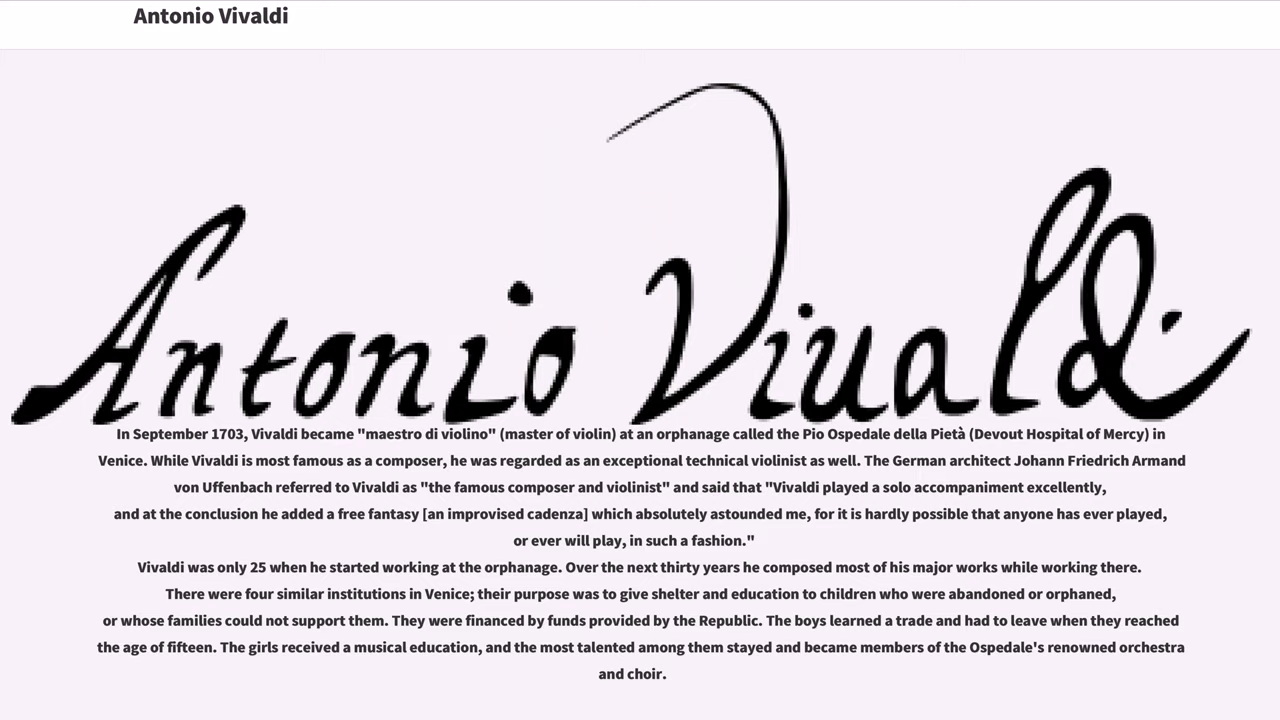 Antonio Vivaldi
Antonio Vivaldi
In September 1703, Vivaldi became "maestro di violino" (master of violin) at an orphanage called the Pio Ospedale della Pietà (Devout Hospital of Mercy) in
Venice. While Vivaldi is most famous as a composer, he was regarded as an exceptional technical violinist as well. The German architect Johann Friedrich Armand
von Uffenbach referred to Vivaldi as "the famous composer and violinist" and said that "Vivaldi played a solo accompaniment excellently,
and at the conclusion he added a free fantasy [an improvised cadenza] which absolutely astounded me, for it is hardly possible that anyone has ever played,
or ever will play, in such a fashion."
Vivaldi was only 25 when he started working at the orphanage. Over the next thirty years he composed most of his major works while working there.
There were four similar institutions in Venice; their purpose was to give shelter and education to children who were abandoned or orphaned,
or whose families could not support them. They were financed by funds provided by the Republic. The boys learned a trade and had to leave when they reached
the age of fifteen. The girls received a musical education, and the most talented among them stayed and became members of the Ospedale's renowned orchestra
and choir.